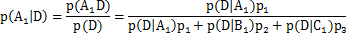 p(A₁|D) = p(A₁D) / p(D) = p(D|A₁)p₁ / p(D|A₁)p₁ + p(D|B₁)p₂ + p(D|C₁)p₃